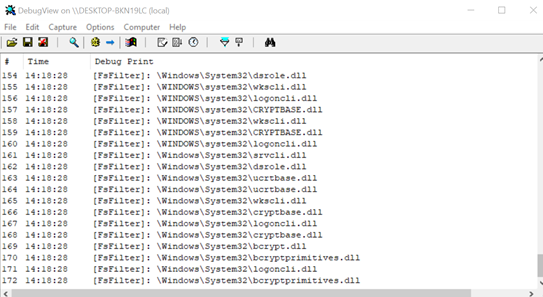 DebugView on \\DESKTOP-BKN19LC (local)
File Edit Capture Options Computer Help
# Time Debug Print
154 14:18:28 [FsFilter]: \Windows\System32\dsrole.dll
155 14:18:28 [FsFilter]: \WINDOWS\system32\wkscli.dll
156 14:18:28 [FsFilter]: \WINDOWS\system32\logoncli.dll
157 14:18:28 [FsFilter]: \WINDOWS\system32\CRYPTBASE.dll
158 14:18:28 [FsFilter]: \WINDOWS\system32\wkscli.dll
159 14:18:28 [FsFilter]: \WINDOWS\system32\CRYPTBASE.dll
160 14:18:28 [FsFilter]: \WINDOWS\system32\logoncli.dll
161 14:18:28 [FsFilter]: \Windows\System32\srvcli.dll
162 14:18:28 [FsFilter]: \Windows\System32\dsrole.dll
163 14:18:28 [FsFilter]: \Windows\System32\ucrtbase.dll
164 14:18:28 [FsFilter]: \Windows\System32\ucrtbase.dll
165 14:18:28 [FsFilter]: \Windows\System32\wkscli.dll
166 14:18:28 [FsFilter]: \Windows\System32\cryptbase.dll
167 14:18:28 [FsFilter]: \Windows\System32\logoncli.dll
168 14:18:28 [FsFilter]: \Windows\System32\cryptbase.dll
169 14:18:28 [FsFilter]: \Windows\System32\bcrypt.dll
170 14:18:28 [FsFilter]: \Windows\System32\bcryptprimitives.dll
171 14:18:28 [FsFilter]: \Windows\System32\logoncli.dll
172 14:18:28 [FsFilter]: \Windows\System32\bcryptprimitives.dll